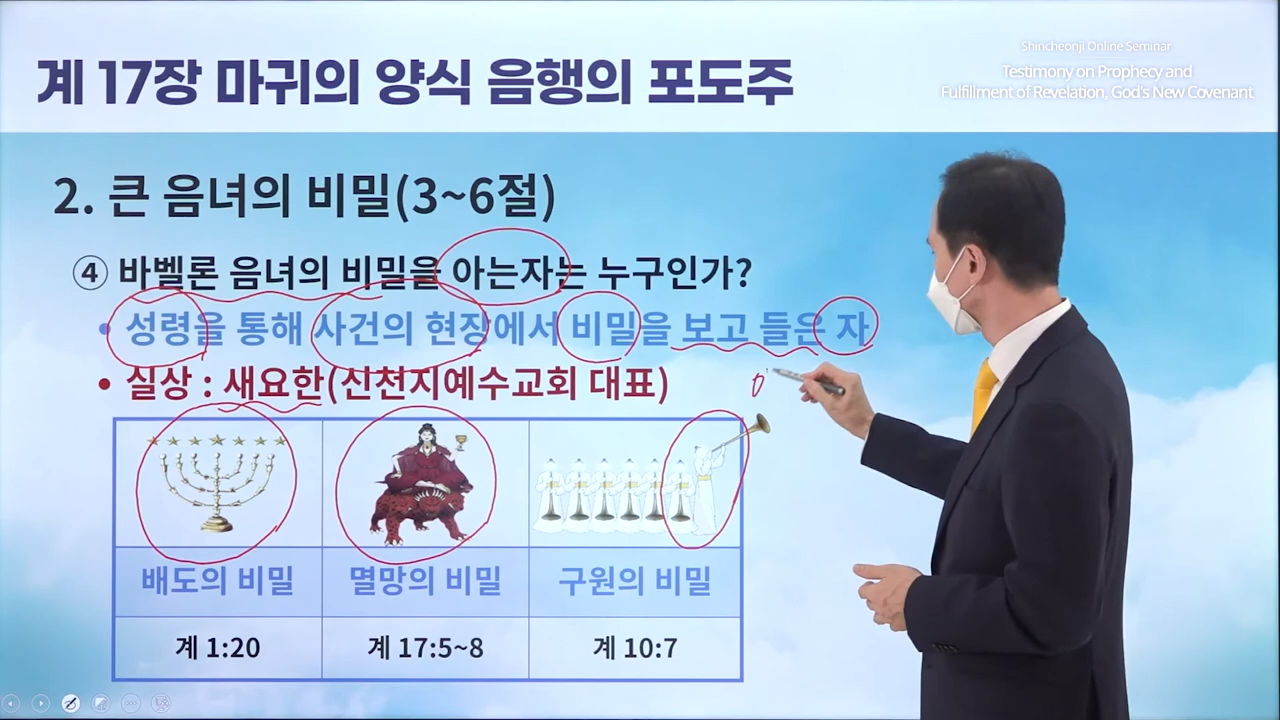 계 17장 마귀의 양식 음행의 포도주
Shincheonji Online Seminar
Testimony on Prophecy and
Fulfillment of Revelation, God's New Covenant
2. 큰 음녀의 비밀(3~6절)
④ 바벨론 음녀의 비밀을 아는자는 누구인가?
• 성령을 통해 사건의 현장에서 비밀을 보고 들은 자
• 실상 : 새요한(신천지예수교회 대표)
배도의 비밀 멸망의 비밀 구원의 비밀
계 1:20 계 17:5~8 계 10:7